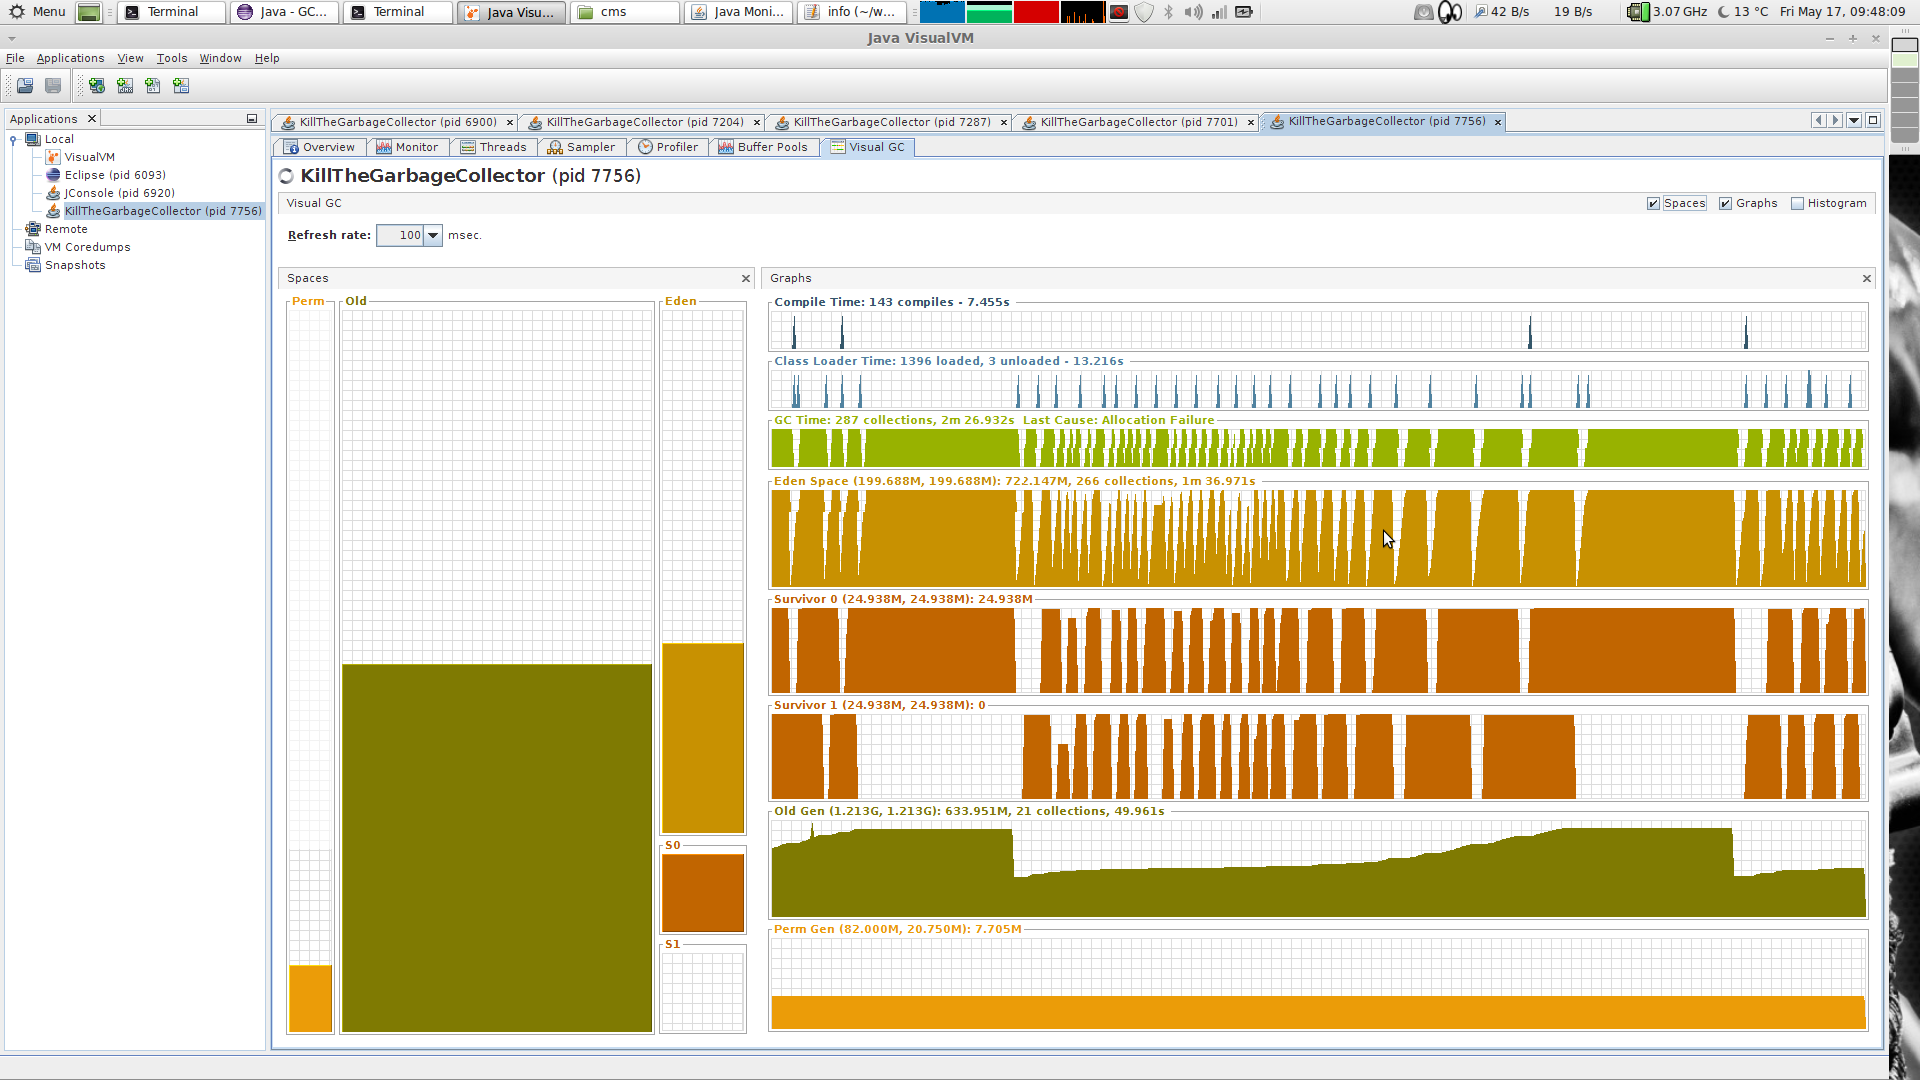 Menu Terminal Java - GC... Terminal Java Visu... cms Java Moni... info (~/w... 42 B/s 19 B/s 3.07 GHz 13 °C Fri May 17, 09:48:09
Java VisualVM
File Applications View Tools Window Help
Applications
Local
VisualVM
Eclipse (pid 6093)
JConsole (pid 6920)
KillTheGarbageCollector (pid 7756)
Remote
VM Coredumps
Snapshots
KillTheGarbageCollector (pid 6900) KillTheGarbageCollector (pid 7204) KillTheGarbageCollector (pid 7287) KillTheGarbageCollector (pid 7701) KillTheGarbageCollector (pid 7756)
Overview Monitor Threads Sampler Profiler Buffer Pools Visual GC
KillTheGarbageCollector (pid 7756)
Visual GC Spaces Graphs Histogram
Refresh rate: 100 msec.
Spaces
Perm Old Eden
S0
S1
Graphs
Compile Time: 143 compiles - 7.455s
Class Loader Time: 1396 loaded, 3 unloaded - 13.216s
GC Time: 287 collections, 2m 26.932s Last Cause: Allocation Failure
Eden Space (199.688M, 199.688M): 722.147M, 266 collections, 1m 36.971s
Survivor 0 (24.938M, 24.938M): 24.938M
Survivor 1 (24.938M, 24.938M): 0
Old Gen (1.213G, 1.213G): 633.951M, 21 collections, 49.961s
Perm Gen (82.000M, 20.750M): 7.705M